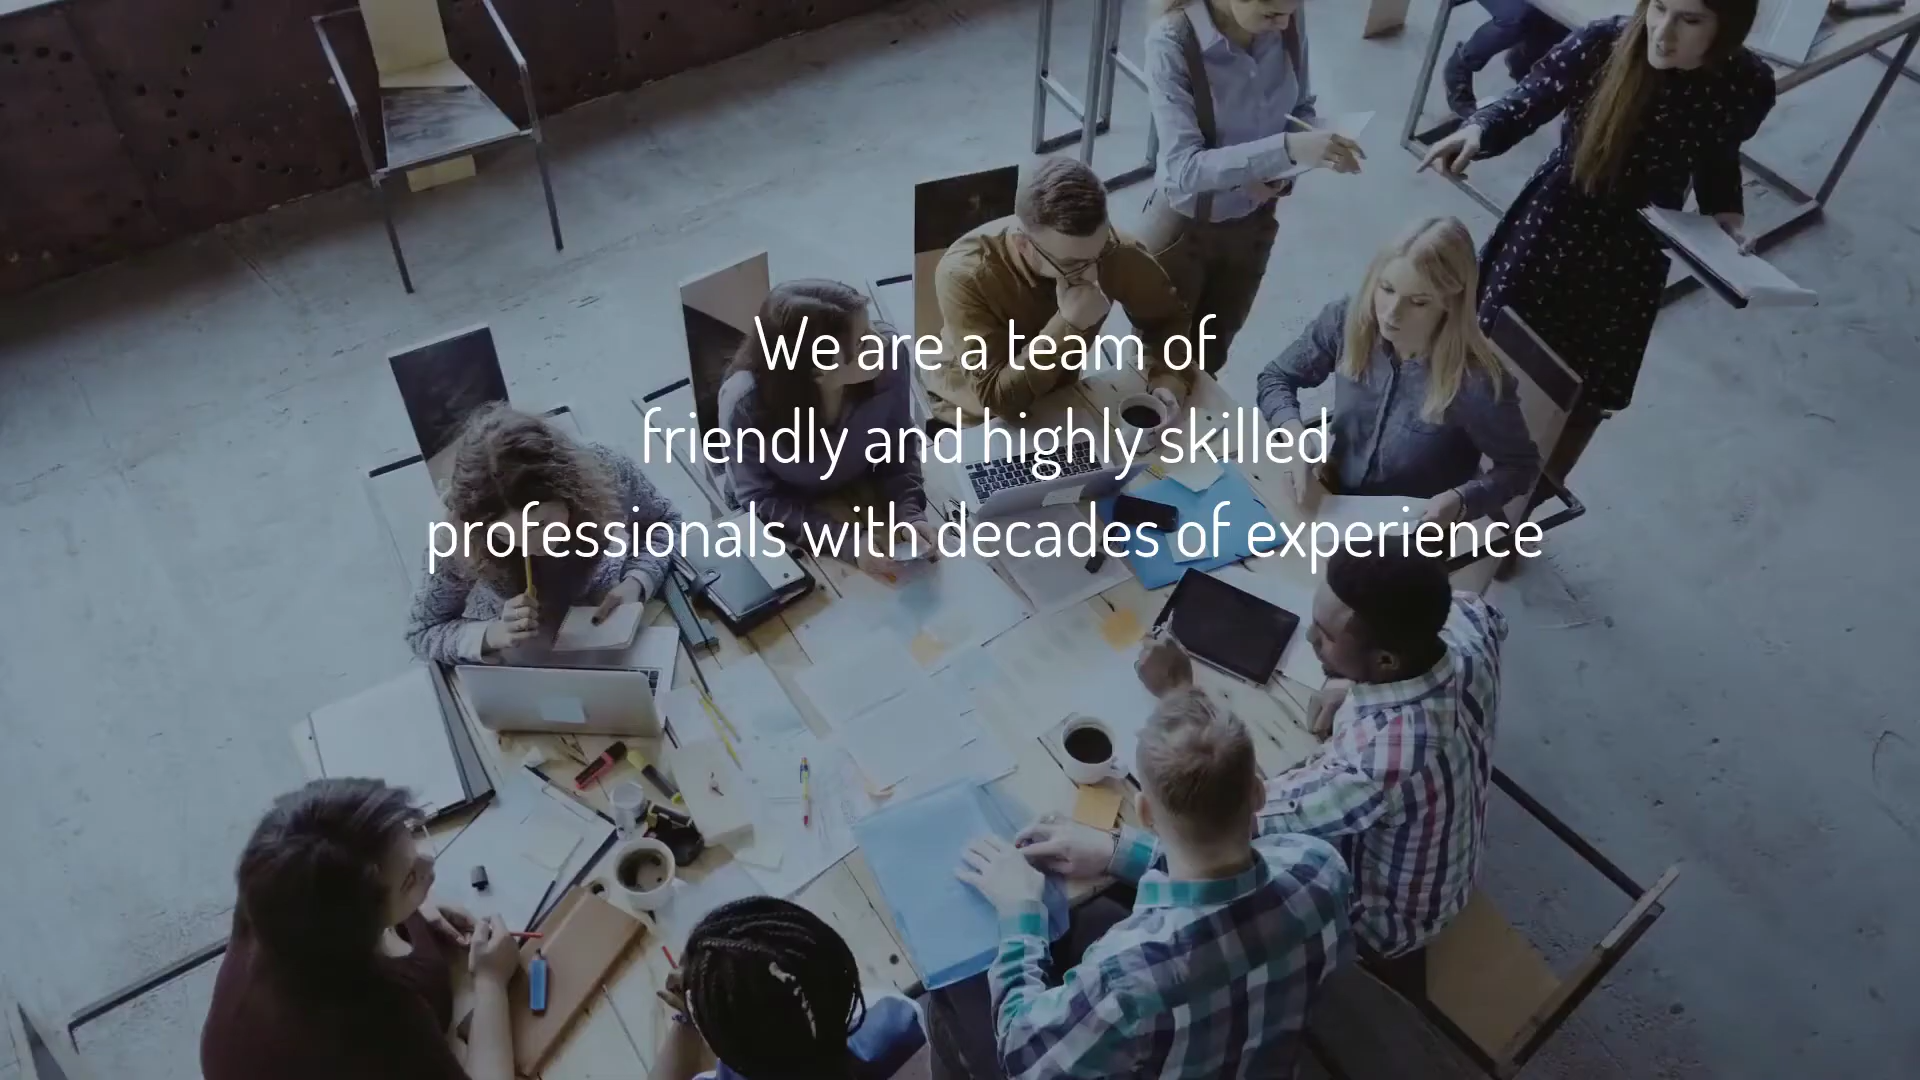 We are a team of
friendly and highly skilled
professionals with decades of experience